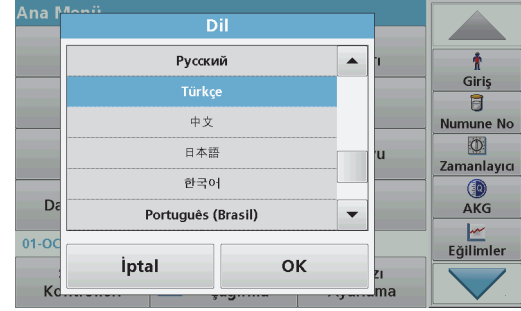 Ana Menü
Dil
Русский
Türkçe
中文
日本語
한국어
Português (Brasil)
İptal
OK
01-OC
Giriş
Numune No
Zamanlayıcı
AKG
Eğilimler